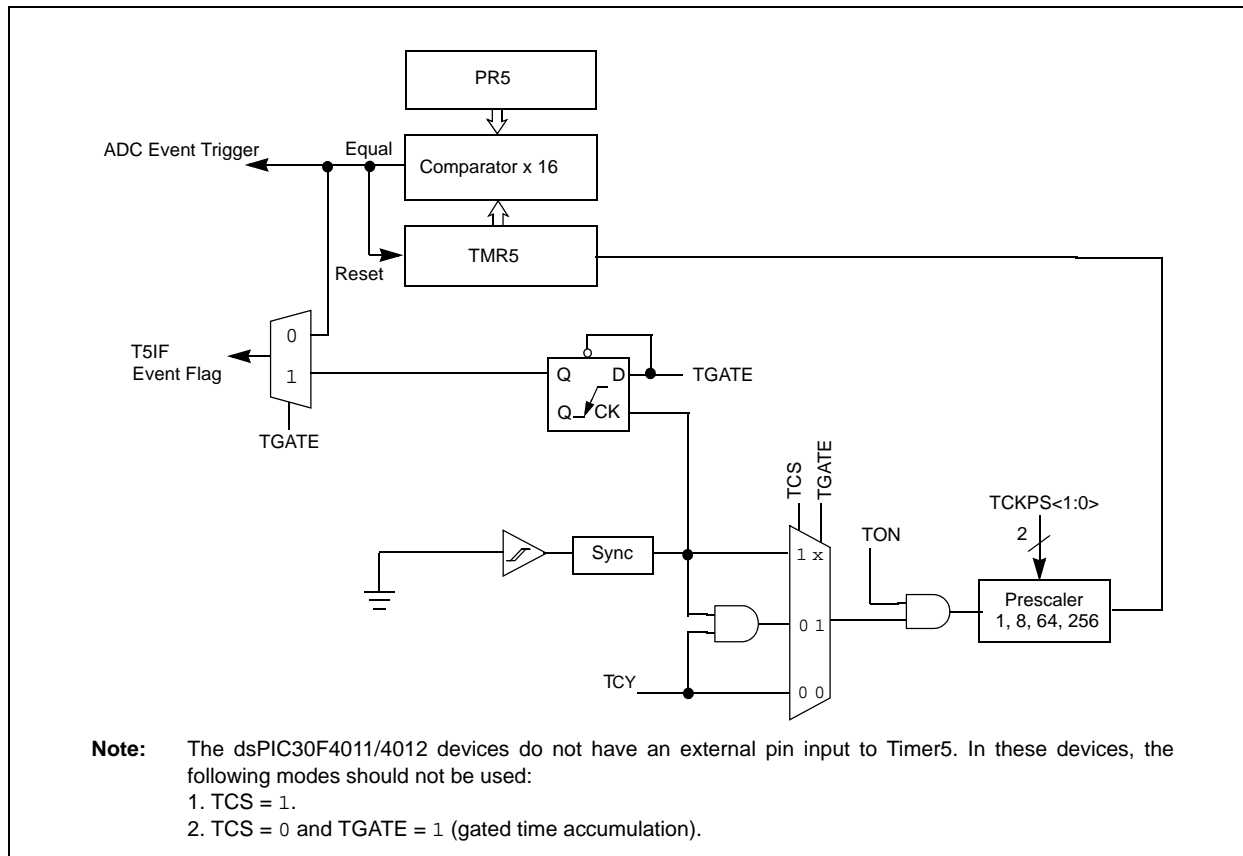 PR5
ADC Event Trigger
Equal
Comparator x 16
TMR5
Reset
0
T5IF
Event Flag
1
TGATE
Q
D
TGATE
Q
CK
TCS
TGATE
TCKPS<1:0>
2
TON
Sync
1 x
Prescaler
1, 8, 64, 256
0 1
TCY
0 0
Note: The dsPIC30F4011/4012 devices do not have an external pin input to Timer5. In these devices, the
following modes should not be used:
1. TCS = 1.
2. TCS = 0 and TGATE = 1 (gated time accumulation).